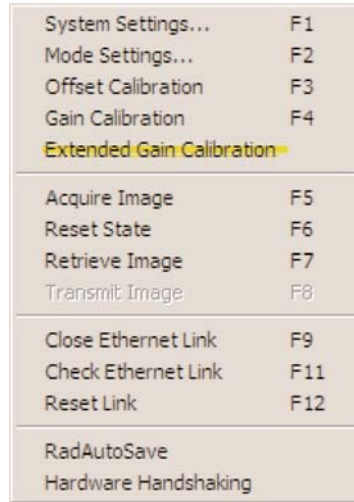 System Settings... F1
Mode Settings... F2
Offset Calibration F3
Gain Calibration F4
Extended Gain Calibration
Acquire Image F5
Reset State F6
Retrieve Image F7
Transmit Image F8
Close Ethernet Link F9
Check Ethernet Link F11
Reset Link F12
RadAutoSave
Hardware Handshaking